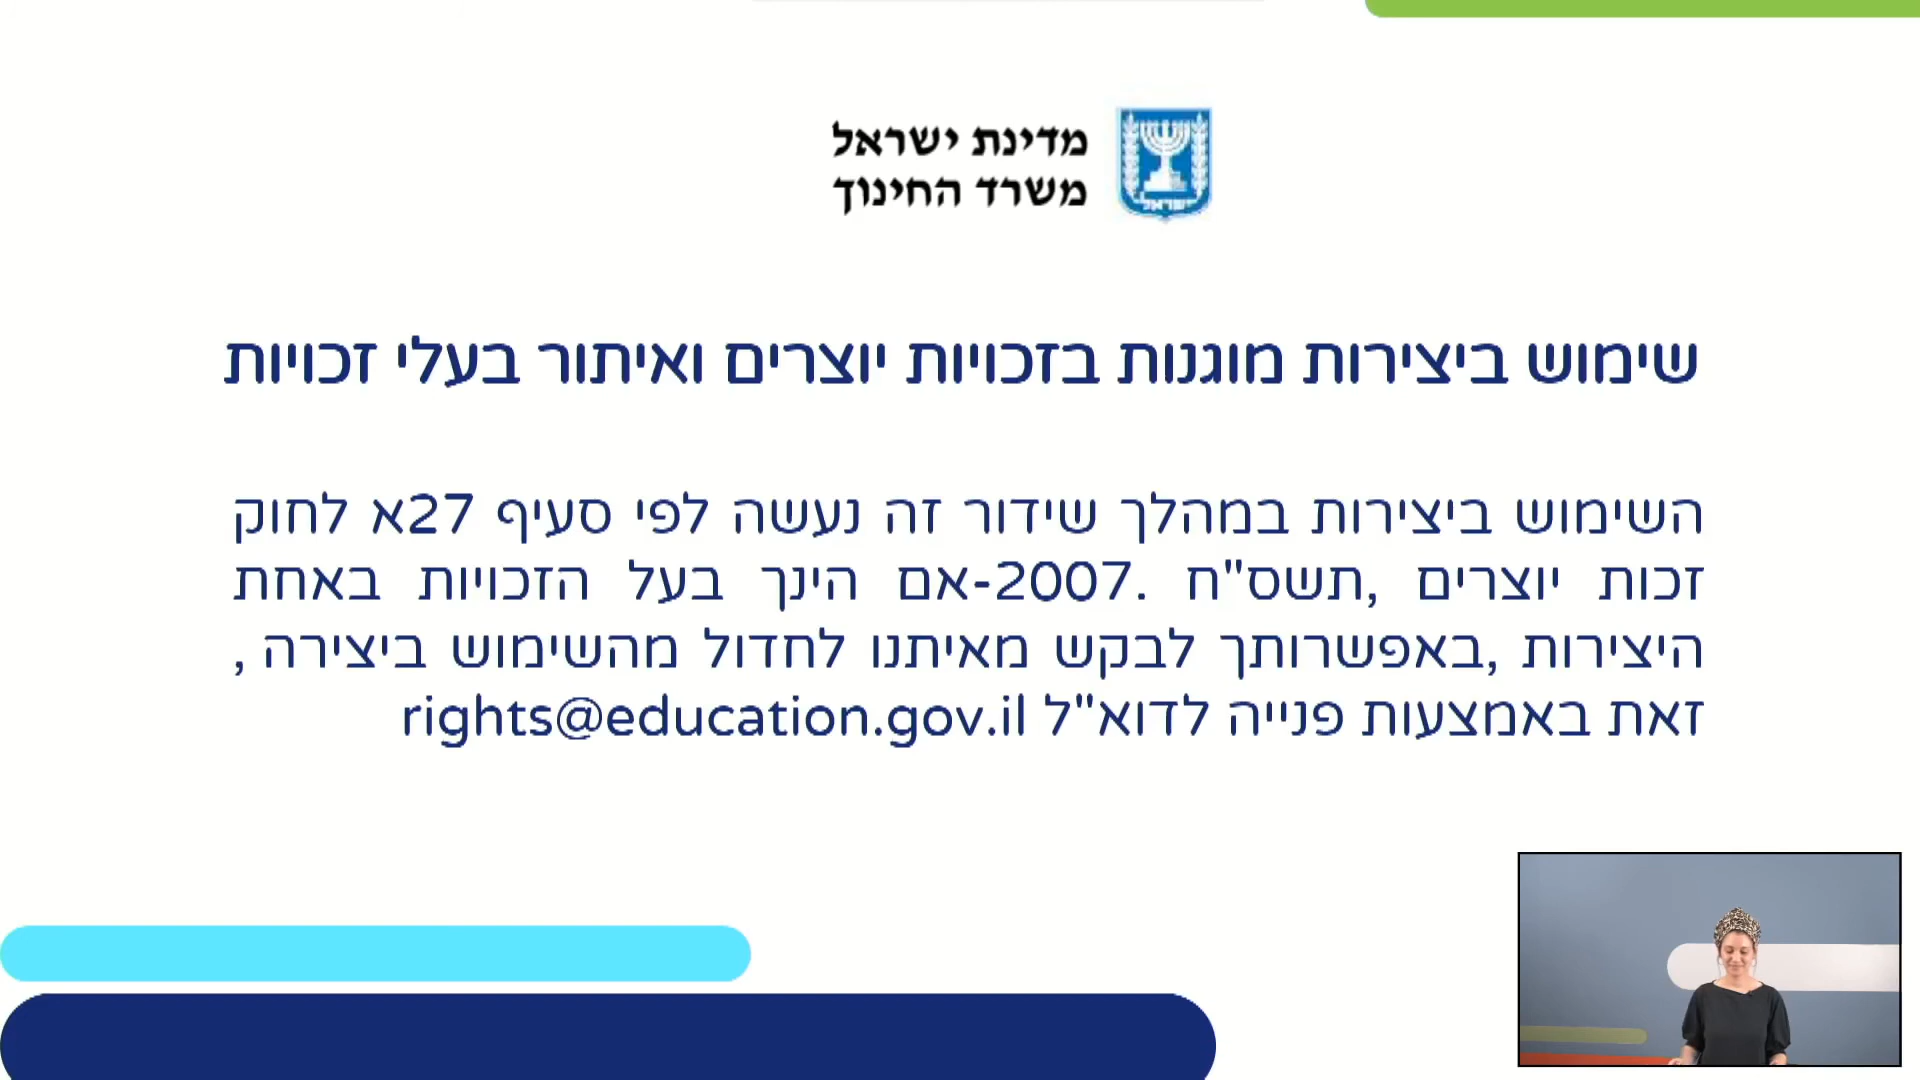 מדינת ישראל
משרד החינוך
ישראל
שימוש ביצירות מוגנות בזכויות יוצרים ואיתור בעלי זכויות
השימוש ביצירות במהלך שידור זה נעשה לפי סעיף 27א לחוק
זכות יוצרים ,תשס"ח .2007-אם הינך בעל הזכויות באחת
היצירות ,באפשרותך לבקש מאיתנו לחדול מהשימוש ביצירה ,
זאת באמצעות פנייה לדוא"ל rights@education.gov.il